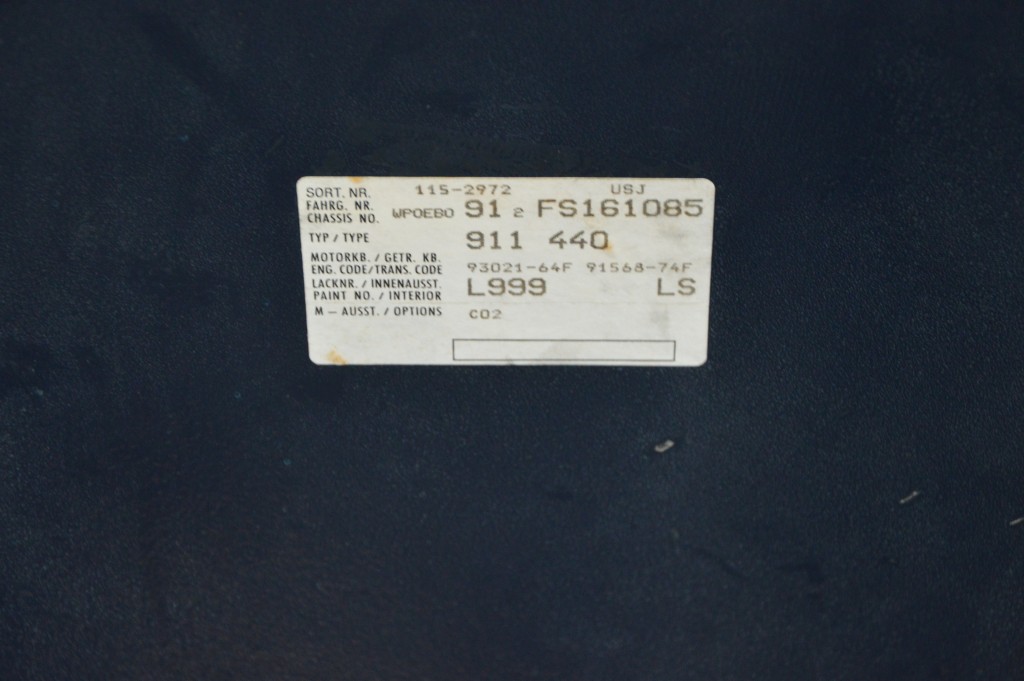 SORT. NR. 115-2972 USJ
FAHRG. NR.
CHASSIS NO. WPOEBO 91 2 FS161085
TYP / TYPE 911 440
MOTORKB. / GETR. KB.
ENG. CODE/TRANS. CODE 93021-64F 91568-74F
LACKNR. / INNENAUSST. L999 LS
PAINT NO. / INTERIOR
M – AUSST. / OPTIONS C02